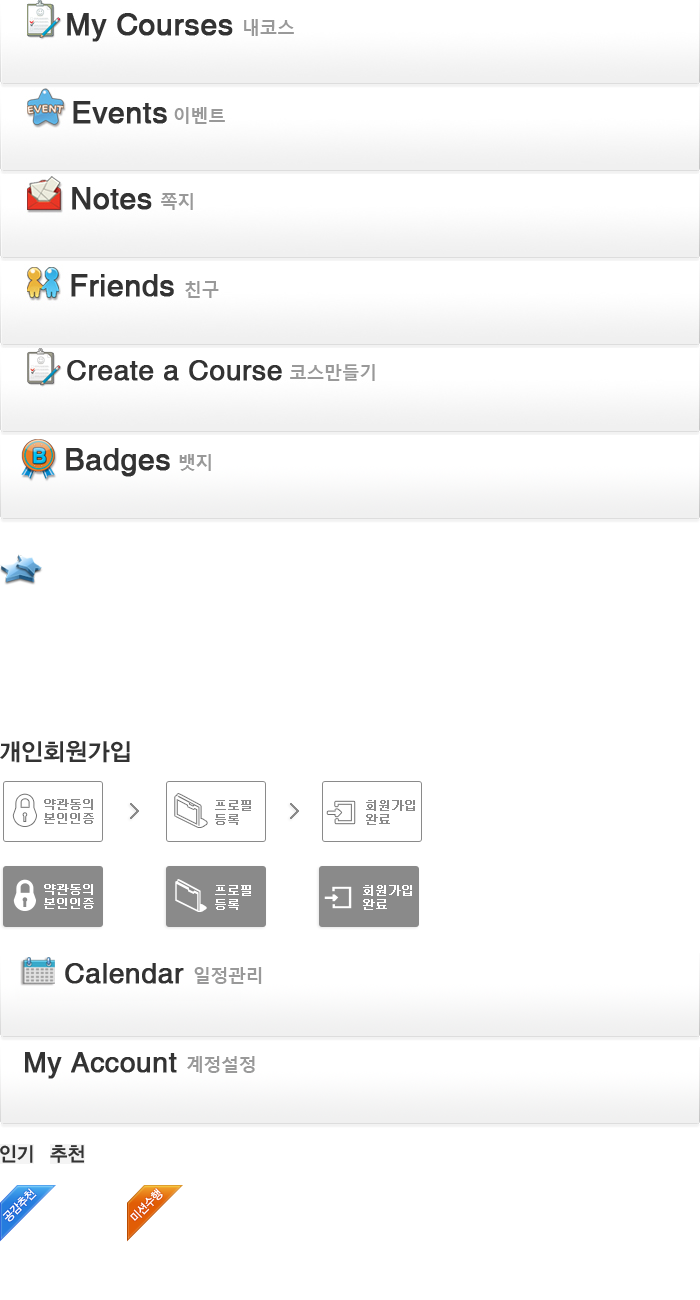 My Courses 내코스
EVENT
Events 이벤트
Notes 쪽지
Friends 친구
Create a Course 코스만들기
B
Badges 뱃지
개인회원가입
약관동의
본인인증
프로필
등록
회원가입
완료
약관동의
본인인증
프로필
등록
회원가입
완료
Calendar 일정관리
My Account 계정설정
인기 추천
공감추천
미션수행